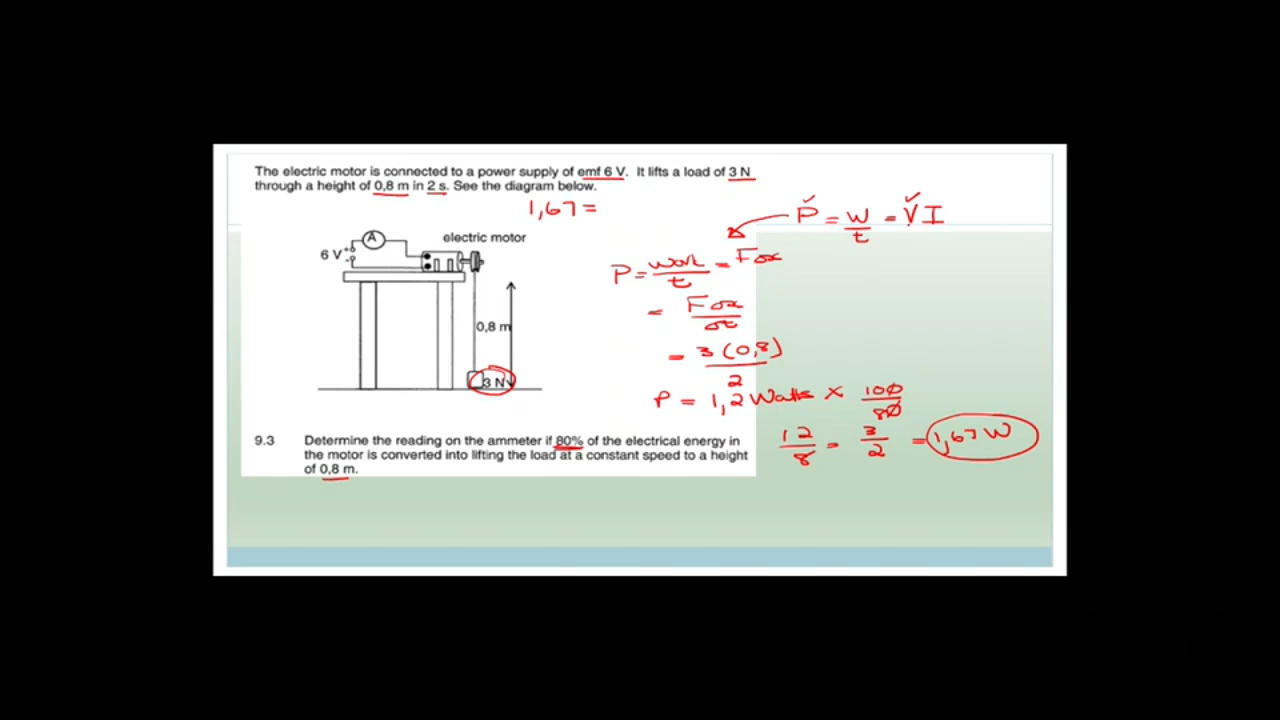 The electric motor is connected to a power supply of emf 6 V. It lifts a load of 3 N
through a height of 0,8 m in 2 s. See the diagram below.
1,67 =
P = W/t = VI
A
electric motor
6 V
P = work/t = FΔx
= FΔx/Δt
0,8 m
= 3(0,8)/2
3 N
P = 1,2 Watts × 100/80
12/8 = 3/2 = 1,67 W
9.3 Determine the reading on the ammeter if 80% of the electrical energy in
the motor is converted into lifting the load at a constant speed to a height
of 0,8 m.